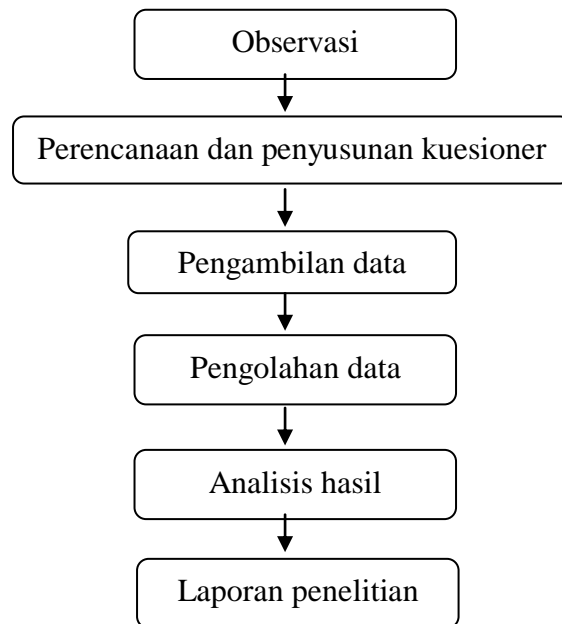 Observasi
Perencanaan dan penyusunan kuesioner
Pengambilan data
Pengolahan data
Analisis hasil
Laporan penelitian